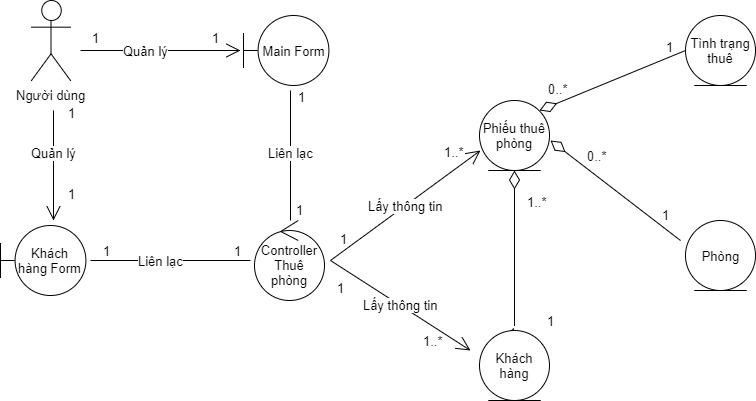 1
Quản lý
1
Main Form
1
Tình trạng
thuê
Người dùng
1
1
0..*
Phiếu thuê
phòng
Quản lý
Liên lạc
1..*
0..*
1
1
Lấy thông tin
1..*
1
1
Khách
hàng Form
1
Liên lạc
1
Controller
Thuê
phòng
1
Phòng
1
Lấy thông tin
1..*
1
Khách
hàng